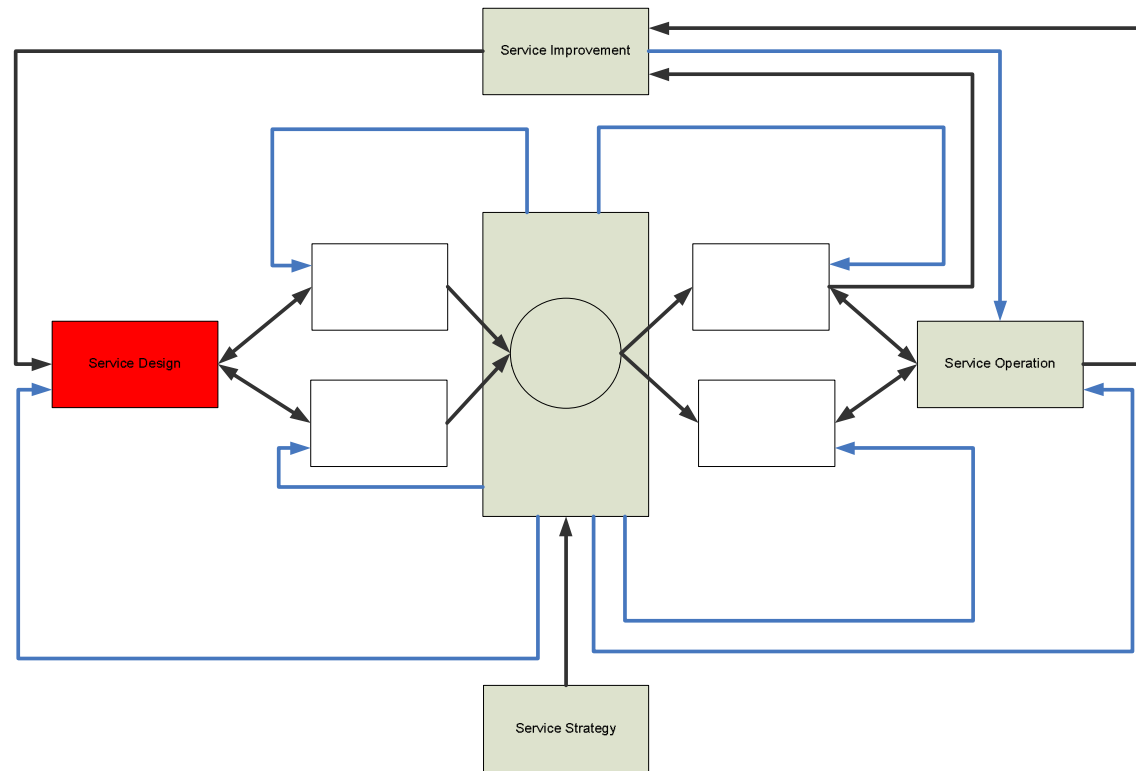 Service Improvement
Service Design
Service Operation
Service Strategy